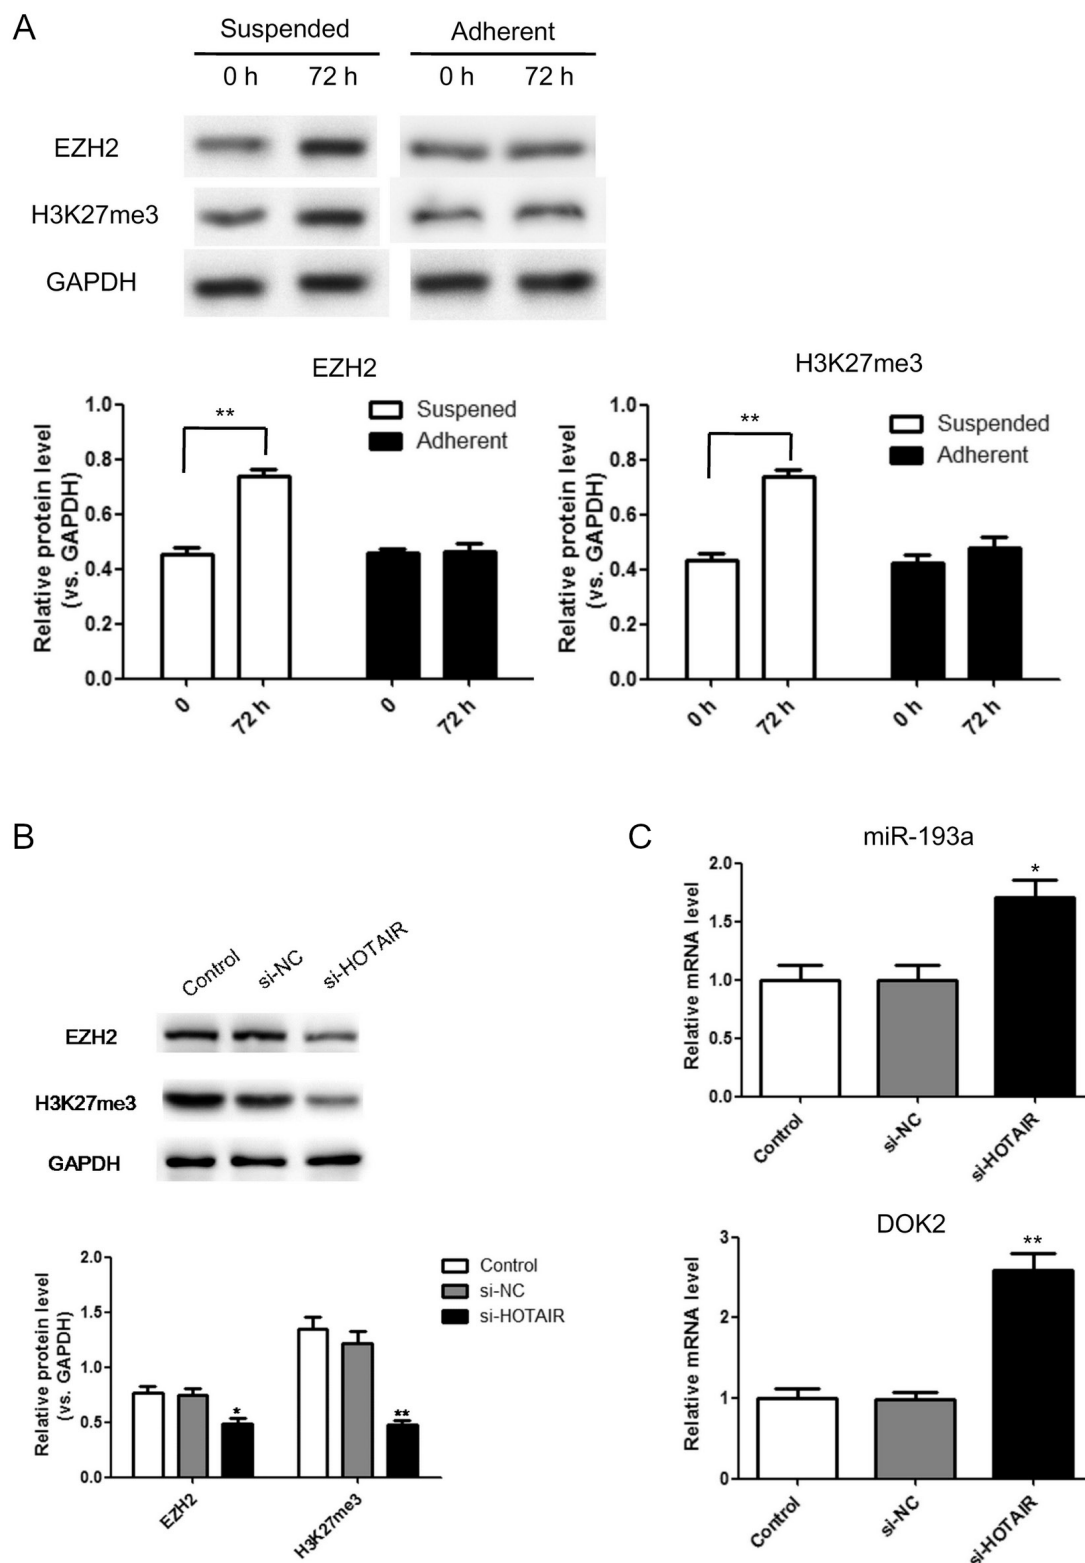 A
Suspended Adherent
0 h 72 h 0 h 72 h
EZH2
H3K27me3
GAPDH
EZH2
Relative protein level
(vs. GAPDH)
1.0
0.8
0.6
0.4
0.2
0.0
**
Suspened
Adherent
0 72 h 0 72 h
H3K27me3
Relative protein level
(vs. GAPDH)
1.0
0.8
0.6
0.4
0.2
0.0
**
Suspended
Adherent
0 h 72 h 0 h 72 h
B
Control si-NC si-HOTAIR
EZH2
H3K27me3
GAPDH
Relative protein level
(vs. GAPDH)
2.0
1.5
1.0
0.5
0.0
* **
Control
si-NC
si-HOTAIR
EZH2 H3K27me3
C
miR-193a
Relative mRNA level
2.0
1.5
1.0
0.5
0.0
*
Control si-NC si-HOTAIR
DOK2
Relative mRNA level
3
2
1
0
**
Control si-NC si-HOTAIR